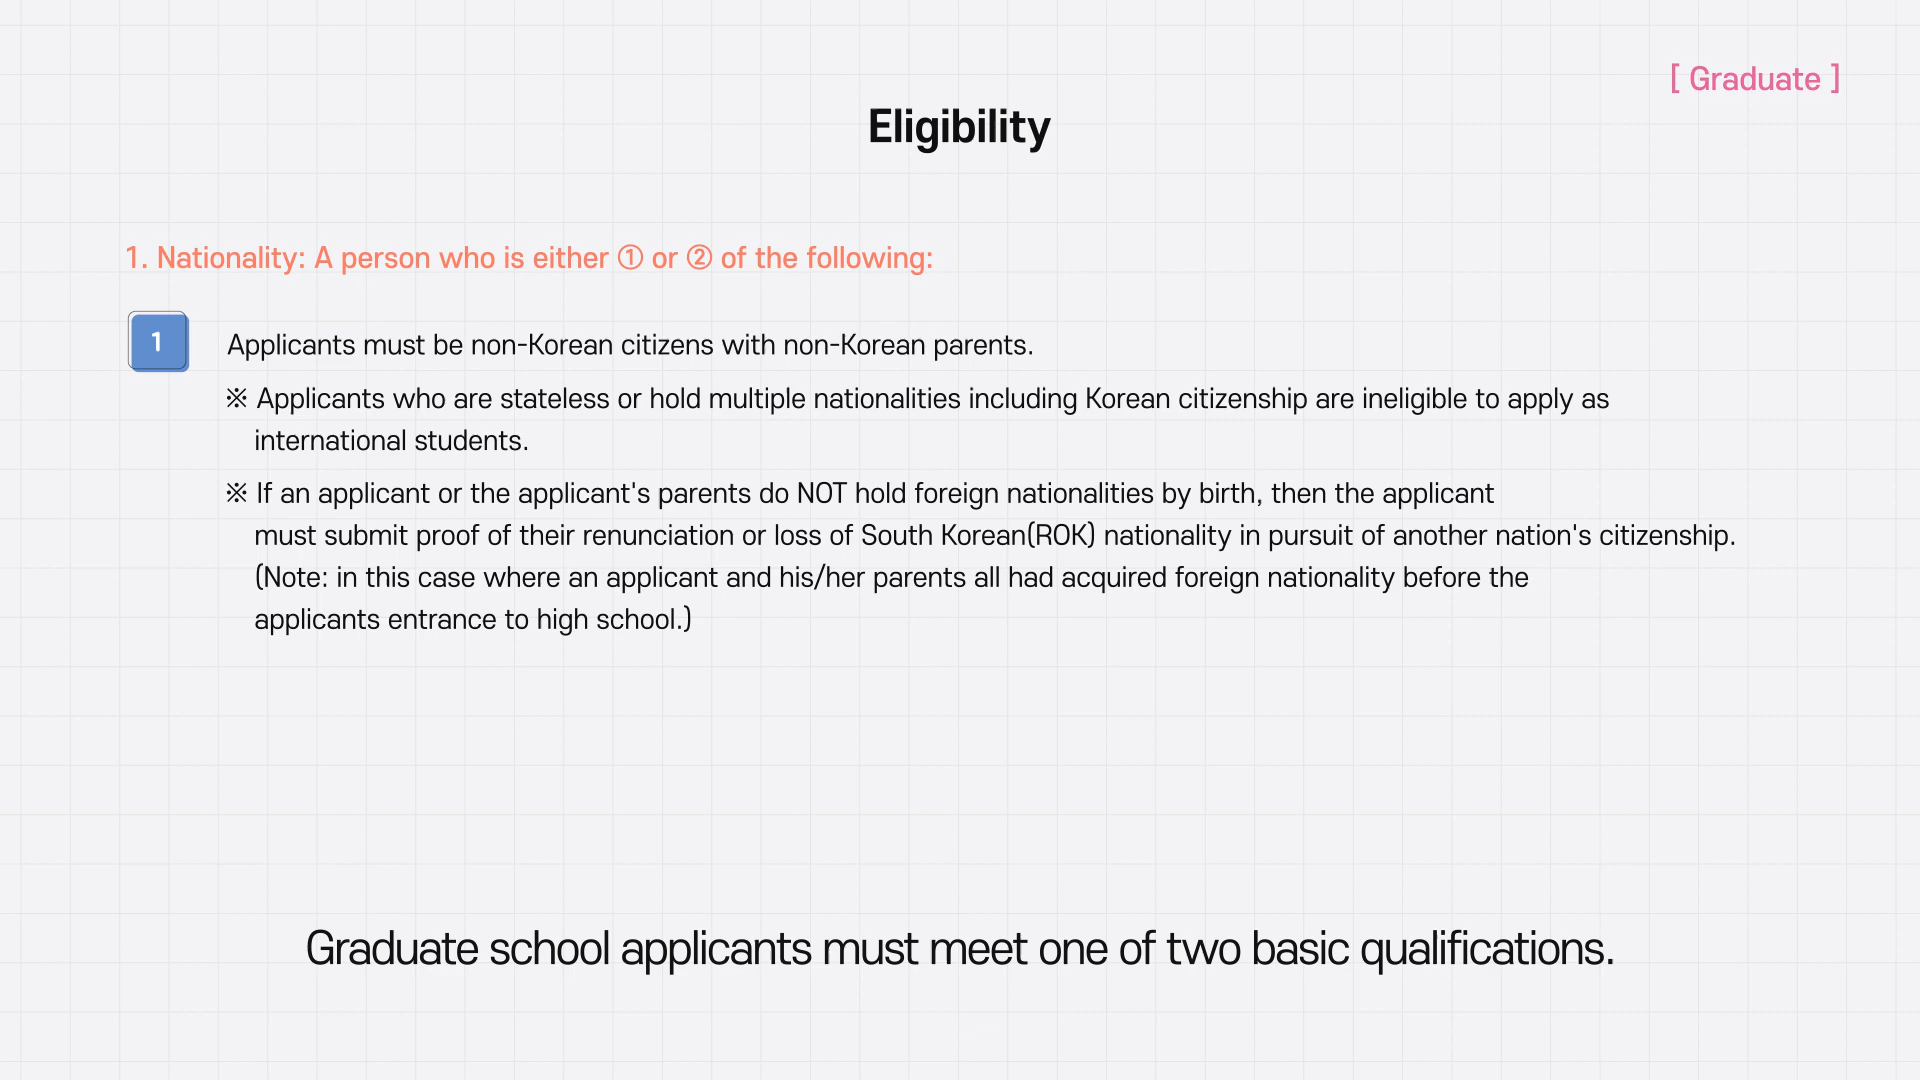 [ Graduate ]
Eligibility
1. Nationality: A person who is either ① or ② of the following:
1
Applicants must be non-Korean citizens with non-Korean parents.
※ Applicants who are stateless or hold multiple nationalities including Korean citizenship are ineligible to apply as
international students.
※ If an applicant or the applicant's parents do NOT hold foreign nationalities by birth, then the applicant
must submit proof of their renunciation or loss of South Korean(ROK) nationality in pursuit of another nation's citizenship.
(Note: in this case where an applicant and his/her parents all had acquired foreign nationality before the
applicants entrance to high school.)
Graduate school applicants must meet one of two basic qualifications.